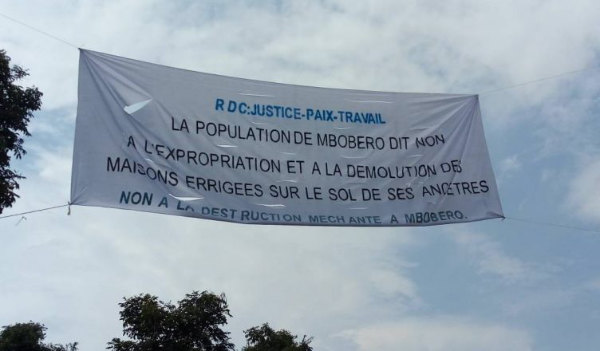 RDC:JUSTICE-PAIX-TRAVAIL
LA POPULATION DE MBOBERO DIT NON
A L'EXPROPRIATION ET A LA DEMOLUTION DES
MAISONS ERRIGEES SUR LE SOL DE SES ANCETRES
NON A LA DESTRUCTION MECHANTE A MBOBERO.